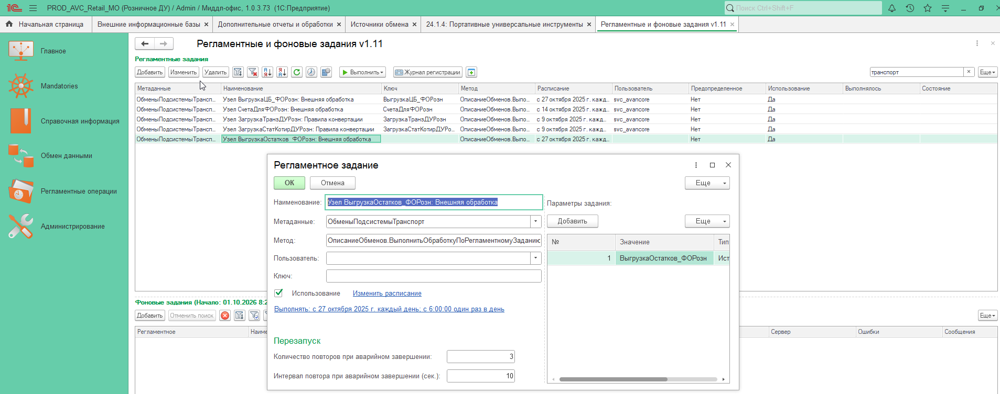 1С PROD_AVC_Retail_MO (Розничное ДУ) / Admin / Миддл-офис, 1.0.3.73 (1С:Предприятие) Поиск Ctrl+Shift+F
Начальная страница Внешние информационные базы × Дополнительные отчеты и обработки × Источники обмена × 24.1.4: Портативные универсальные инструменты × Регламентные и фоновые задания v1.11 ×
Главное
Mandatories
Справочная информация
Обмен данными
Регламентные операции
Администрирование
Регламентные и фоновые задания v1.11
Регламентные задания
Добавить Изменить Удалить Выполнить Журнал регистрации транспорт × Еще
Метаданные Наименование Ключ Метод Расписание Пользователь Предопределенное Использование Выполнялось Состояние
ОбменыПодсистемыТрансп... Узел ВыгрузкаЦБ_ФОРозн: Внешняя обработка ВыгрузкаЦБ_ФОРозн ОписаниеОбменов.Выпо... с 27 октября 2025 г. кажд... svc_avancore Нет Да
ОбменыПодсистемыТрансп... Узел СчетаДляФОРозн: Внешняя обработка СчетаДляФОРозн ОписаниеОбменов.Выпо... с 14 октября 2025 г. кажд... svc_avancore Нет Да
ОбменыПодсистемыТрансп... Узел ЗагрузкаТранзДУРозн: Правила конвертации ЗагрузкаТранзДУРозн ОписаниеОбменов.Выпо... с 9 октября 2025 г. кажд... svc_avancore Нет Да
ОбменыПодсистемыТрансп... Узел ЗагрузкаСтатКотирДУРозн: Правила конвертации ЗагрузкаСтатКотирДУРо... ОписаниеОбменов.Выпо... с 9 октября 2025 г. кажд... svc_avancore Нет Да
ОбменыПодсистемыТрансп... Узел ВыгрузкаОстатков_ФОРозн: Внешняя обработка ОписаниеОбменов.Выпо... с 27 октября 2025 г. кажд... Нет Да
Регламентное задание
ОК Отмена Еще
Наименование: Узел ВыгрузкаОстатков_ФОРозн: Внешняя обработка
Метаданные: ОбменыПодсистемыТранспорт
Метод: ОписаниеОбменов.ВыполнитьОбработкуПоРегламентномуЗаданию
Пользователь:
Ключ:
Использование Изменить расписание
Выполнять: с 27 октября 2025 г. каждый день; с 6:00:00 один раз в день
Перезапуск
Количество повторов при аварийном завершении: 3
Интервал повтора при аварийном завершении (сек.): 10
Параметры задания:
Добавить Еще
№ Значение Тип
1 ВыгрузкаОстатков_ФОРозн Ист
Фоновые задания (Начало: 01.10.2026 8:2
Добавить Отменить поиск Еще
Регламентное Наиме Сервер Ошибки Сообщения